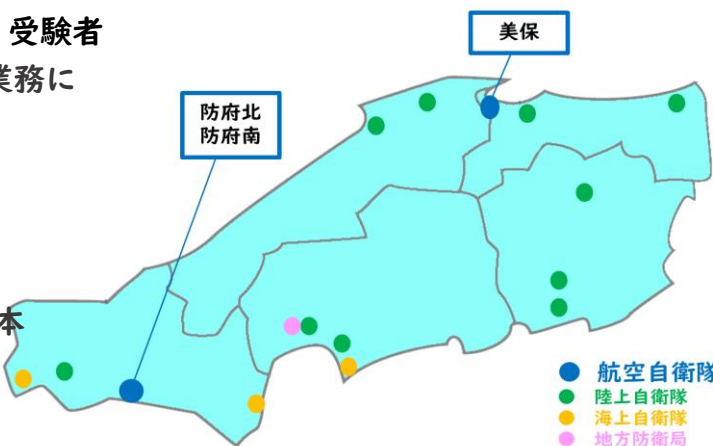 受験者
業務に
美保
防府北
防府南
本
航空自衛隊
陸上自衛隊
海上自衛隊
地方防衛局